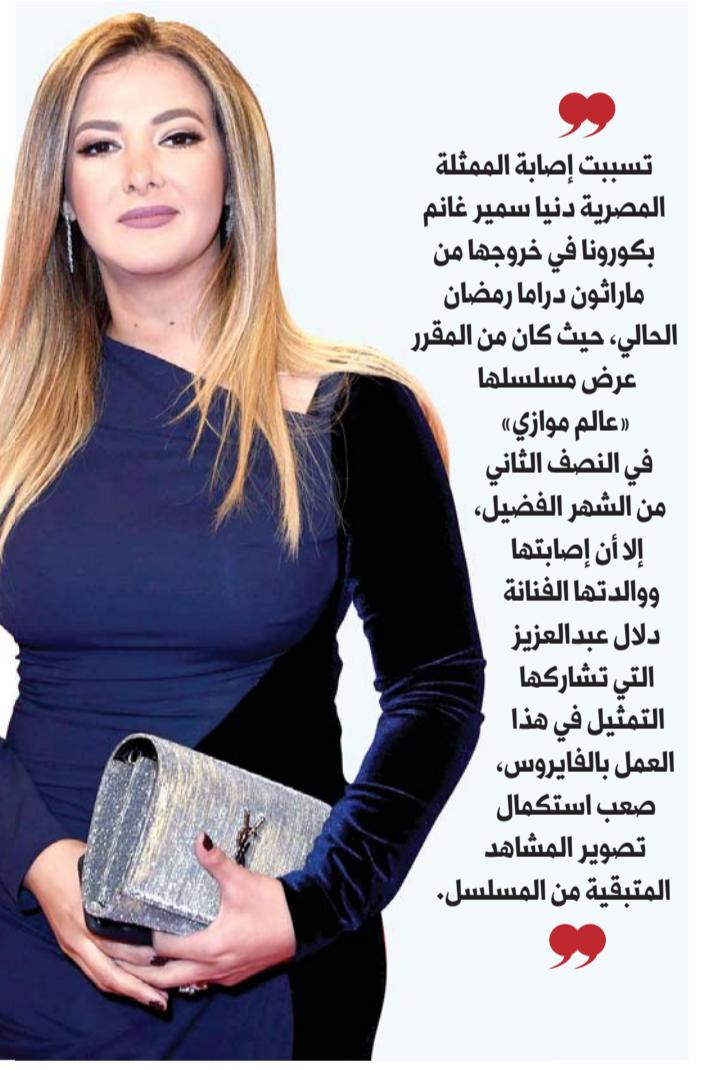 تسببت إصابة الممثلة
المصرية دنيا سمير غانم
بكورونا في خروجها من
ماراثون دراما رمضان
الحالي، حيث كان من المقرر
عرض مسلسلها
«عالم موازي»
في النصف الثاني
من الشهر الفضيل،
إلا أن إصابتها
ووالدتها الفنانة
دلال عبدالعزيز
التي تشاركها
التمثيل في هذا
العمل بالفايروس،
صعب استكمال
تصوير المشاهد
المتبقية من المسلسل.